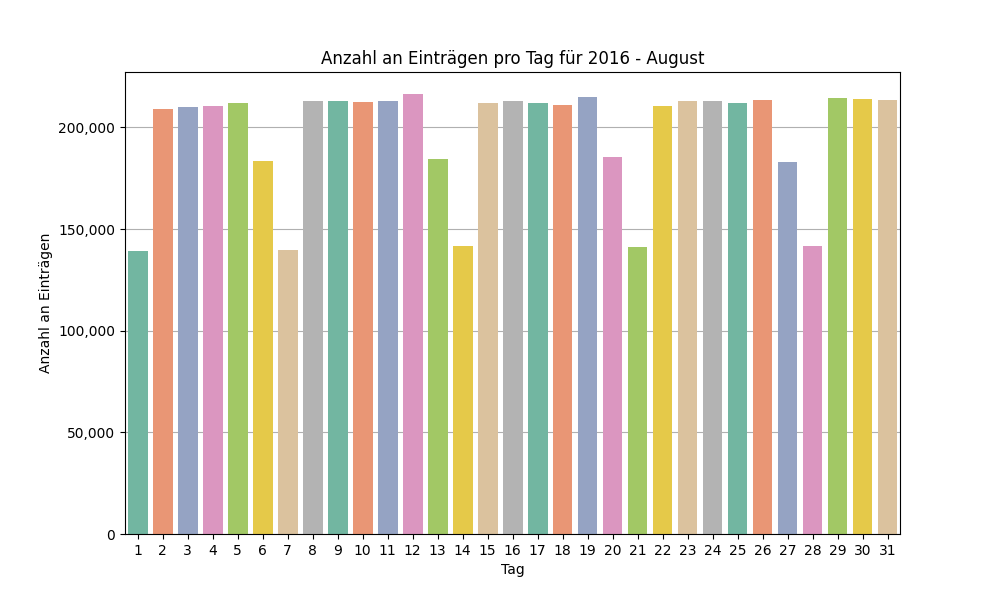 Anzahl an Einträgen pro Tag für 2016 - August
Anzahl an Einträgen
200,000
150,000
100,000
50,000
0
1 2 3 4 5 6 7 8 9 10 11 12 13 14 15 16 17 18 19 20 21 22 23 24 25 26 27 28 29 30 31
Tag